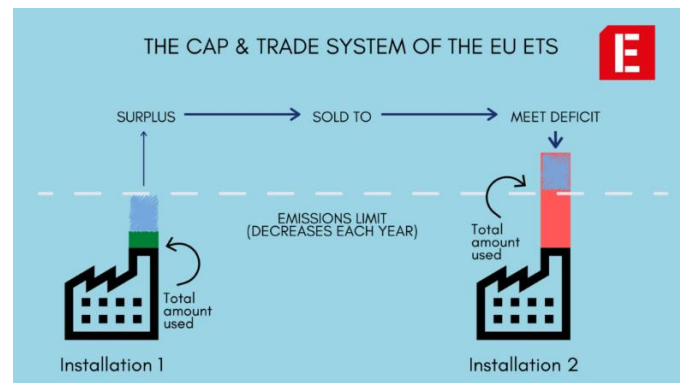 THE CAP & TRADE SYSTEM OF THE EU ETS
E
SURPLUS
SOLD TO
MEET DEFICIT
EMISSIONS LIMIT
(DECREASES EACH YEAR)
Total
amount
used
Total
amount
used
Installation 1
Installation 2